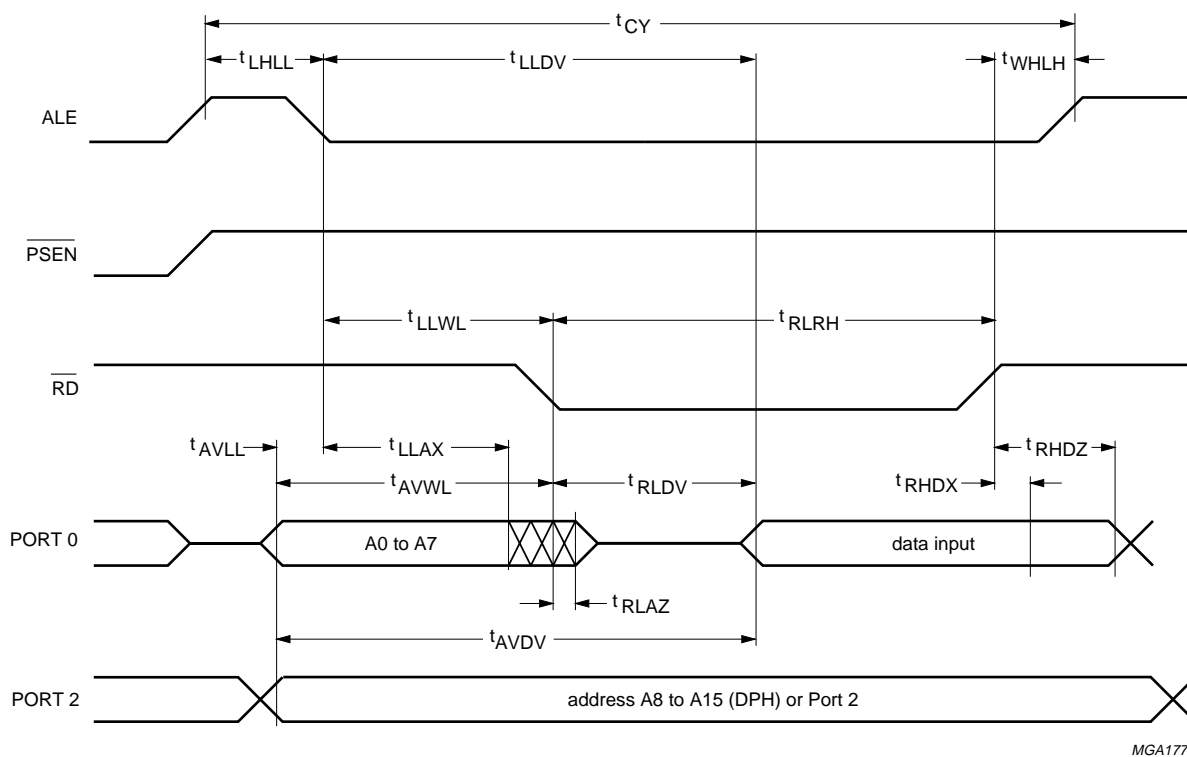 tCY
tLHLL
tLLDV
tWHLH
ALE
PSEN
tLLWL
tRLRH
RD
tAVLL
tLLAX
tRHDZ
tAVWL
tRLDV
tRHDX
PORT 0
A0 to A7
data input
tRLAZ
tAVDV
PORT 2
address A8 to A15 (DPH) or Port 2
MGA177